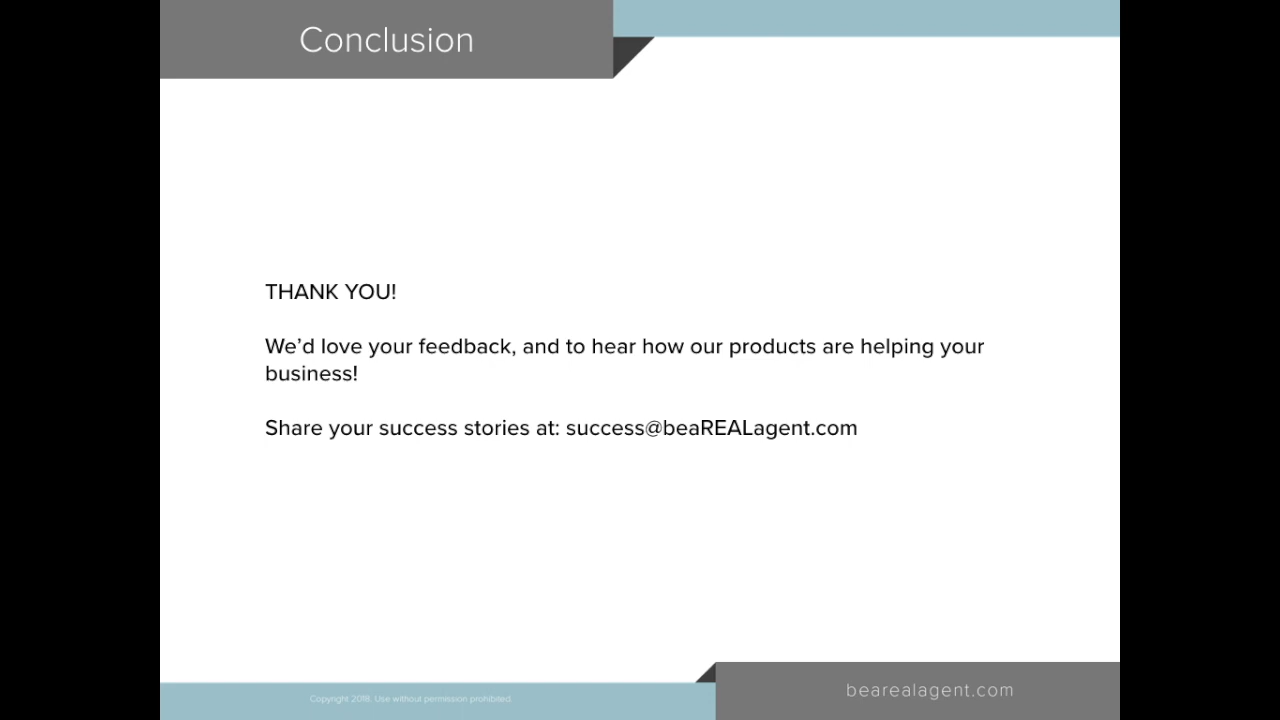 Conclusion
THANK YOU!
We'd love your feedback, and to hear how our products are helping your
business!
Share your success stories at: success@beaREALagent.com
Copyright 2018. Use without permission prohibited.
bearealagent.com